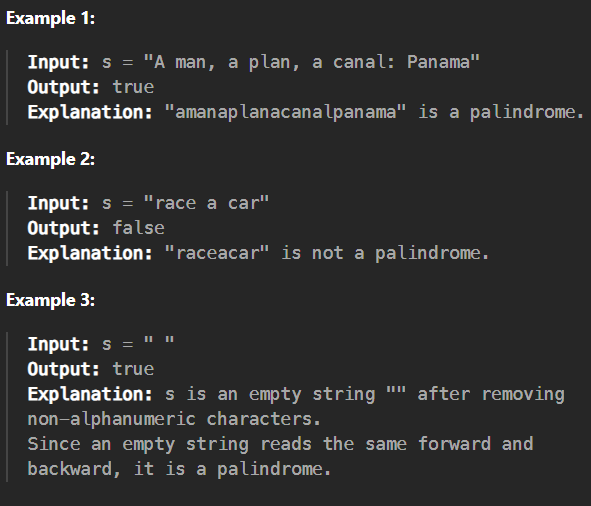 Example 1:
Input: s = "A man, a plan, a canal: Panama"
Output: true
Explanation: "amanaplanacanalpanama" is a palindrome.
Example 2:
Input: s = "race a car"
Output: false
Explanation: "raceacar" is not a palindrome.
Example 3:
Input: s = " "
Output: true
Explanation: s is an empty string "" after removing
non-alphanumeric characters.
Since an empty string reads the same forward and
backward, it is a palindrome.